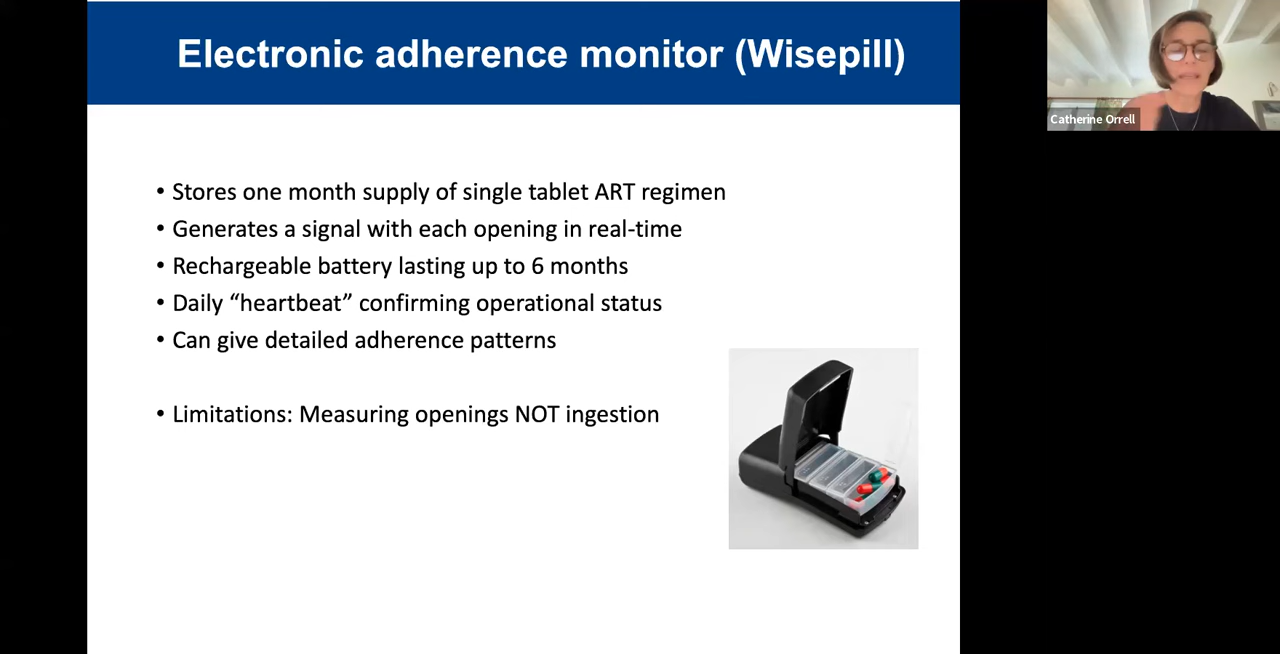 Electronic adherence monitor (Wisepill)
Catherine Orrell
• Stores one month supply of single tablet ART regimen
• Generates a signal with each opening in real-time
• Rechargeable battery lasting up to 6 months
• Daily “heartbeat” confirming operational status
• Can give detailed adherence patterns
• Limitations: Measuring openings NOT ingestion